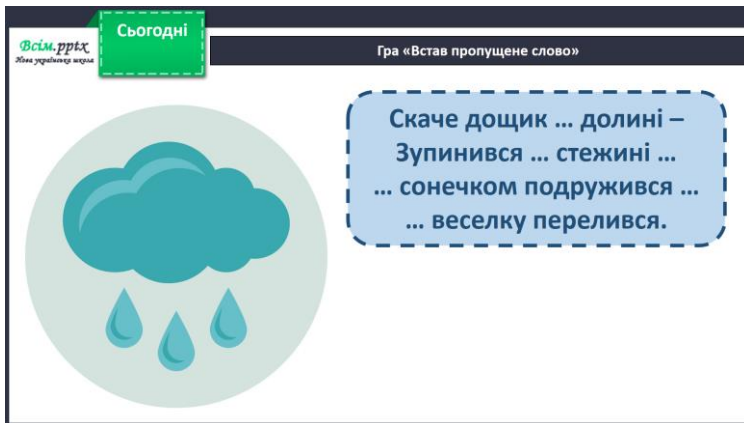 Сьогодні
Всім.pptx
Нова українська школа
Гра «Встав пропущене слово»
Скаче дощик ... долині –
Зупинився ... стежині ...
... сонечком подружився ...
... веселку перелився.